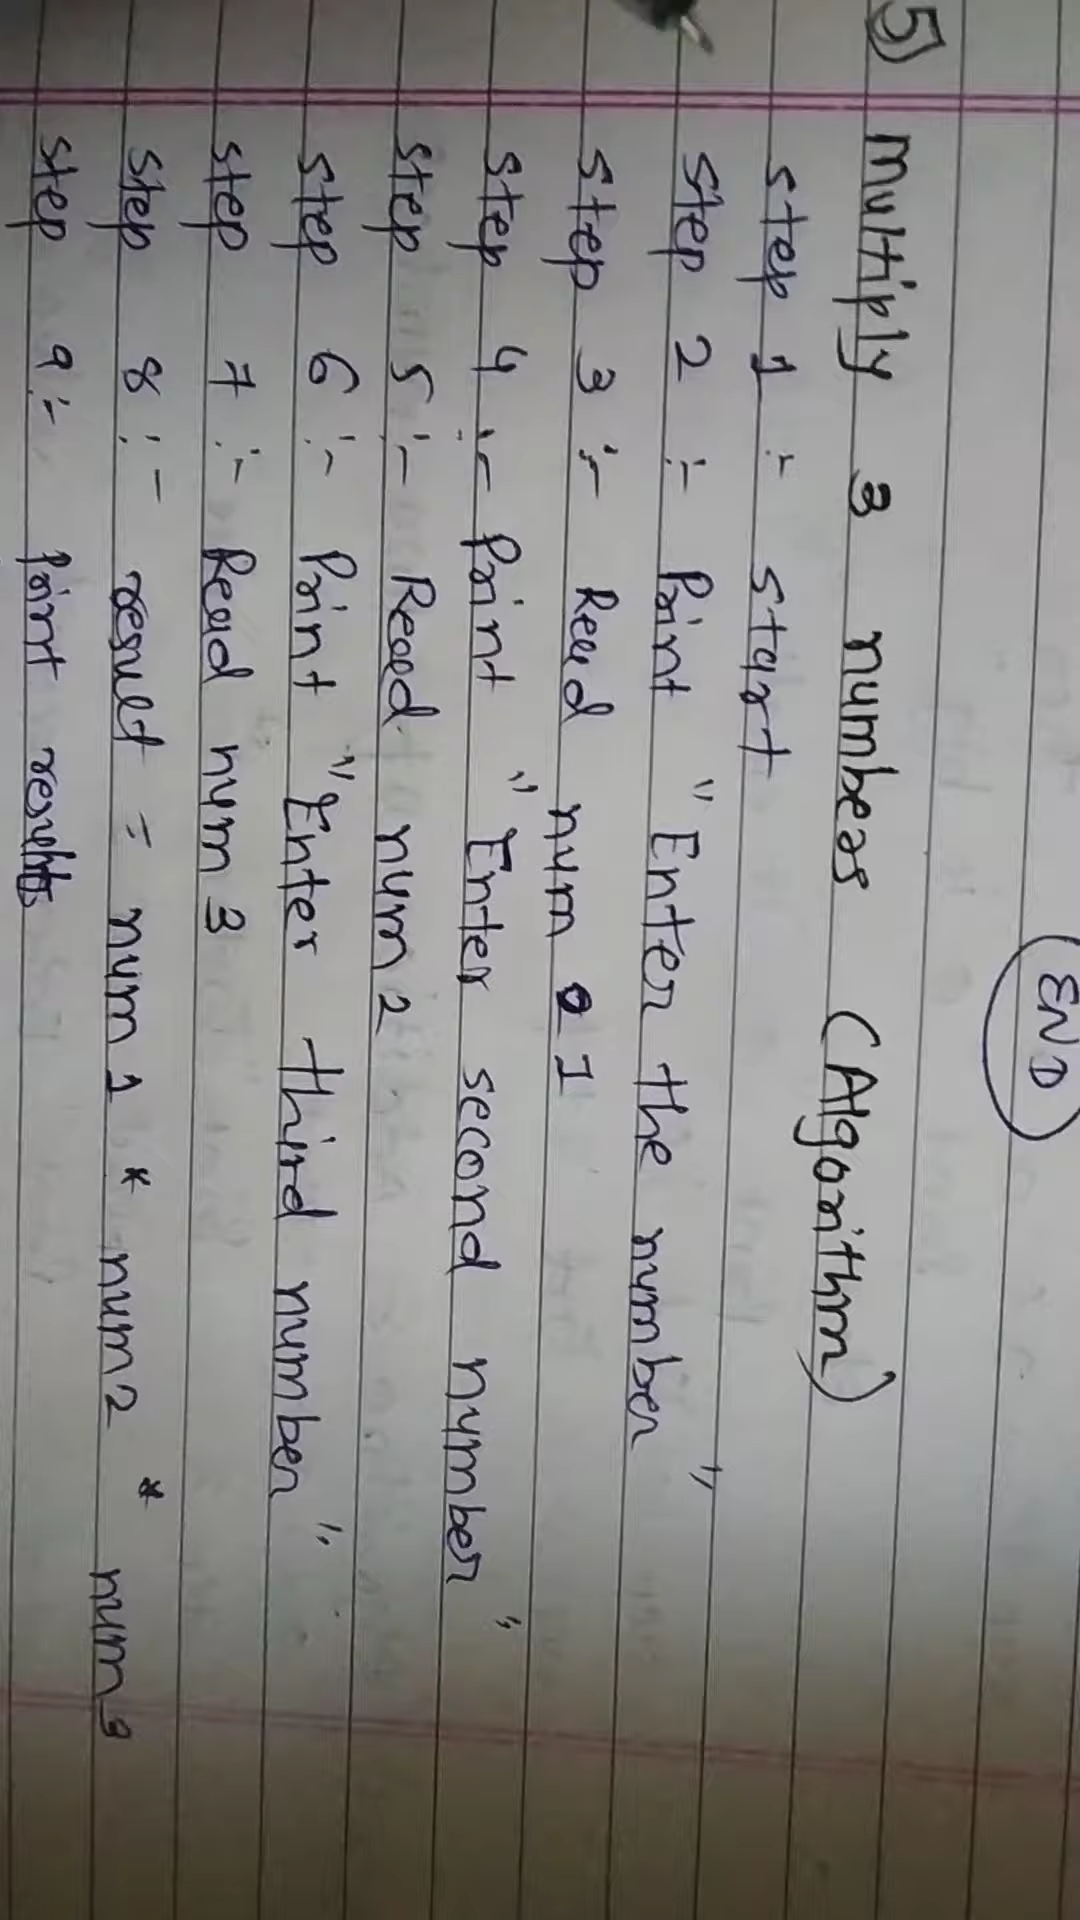 END
5) multiply 3 numbers (Algorithm)
step 1 :- start
step 2 :- Print "Enter the number"
step 3 :- Read num 1
step 4 :- Print "Enter second number"
step 5 :- Read num 2
step 6 :- Print "Enter third number"
step 7 :- Read num 3
step 8 :- result = num 1 * num 2 * num 3
step 9 :- Print results